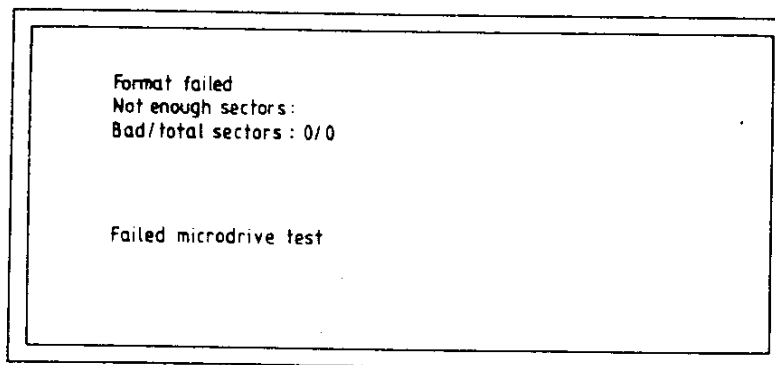 Format failed
Not enough sectors:
Bad/total sectors : 0/0
Failed microdrive test